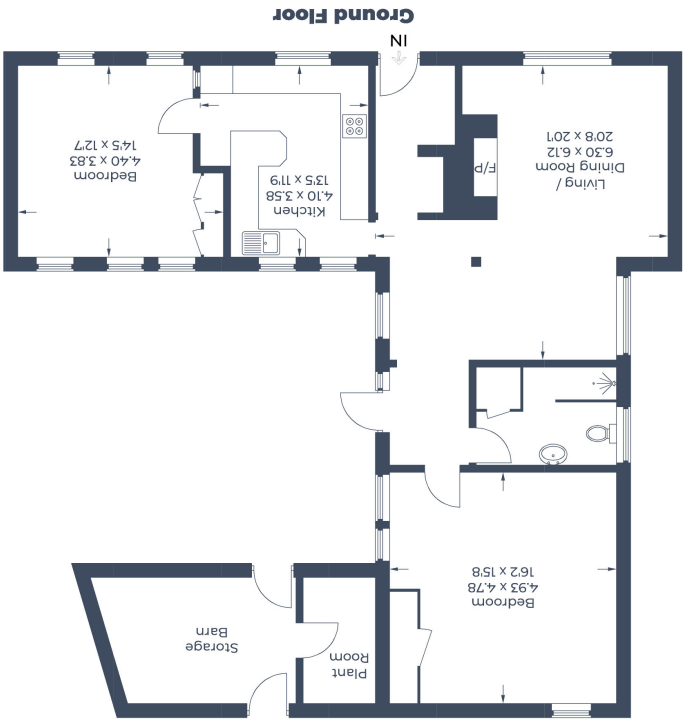 Plant
Room
Storage
Barn
Bedroom
4.93 x 4.78
16'2 x 15'8
Living /
Dining Room
6.30 x 6.12
20'8 x 20'1
F/P
Kitchen
4.10 x 3.58
13'5 x 11'9
Bedroom
4.40 x 3.83
14'5 x 12'7
IN
Ground Floor